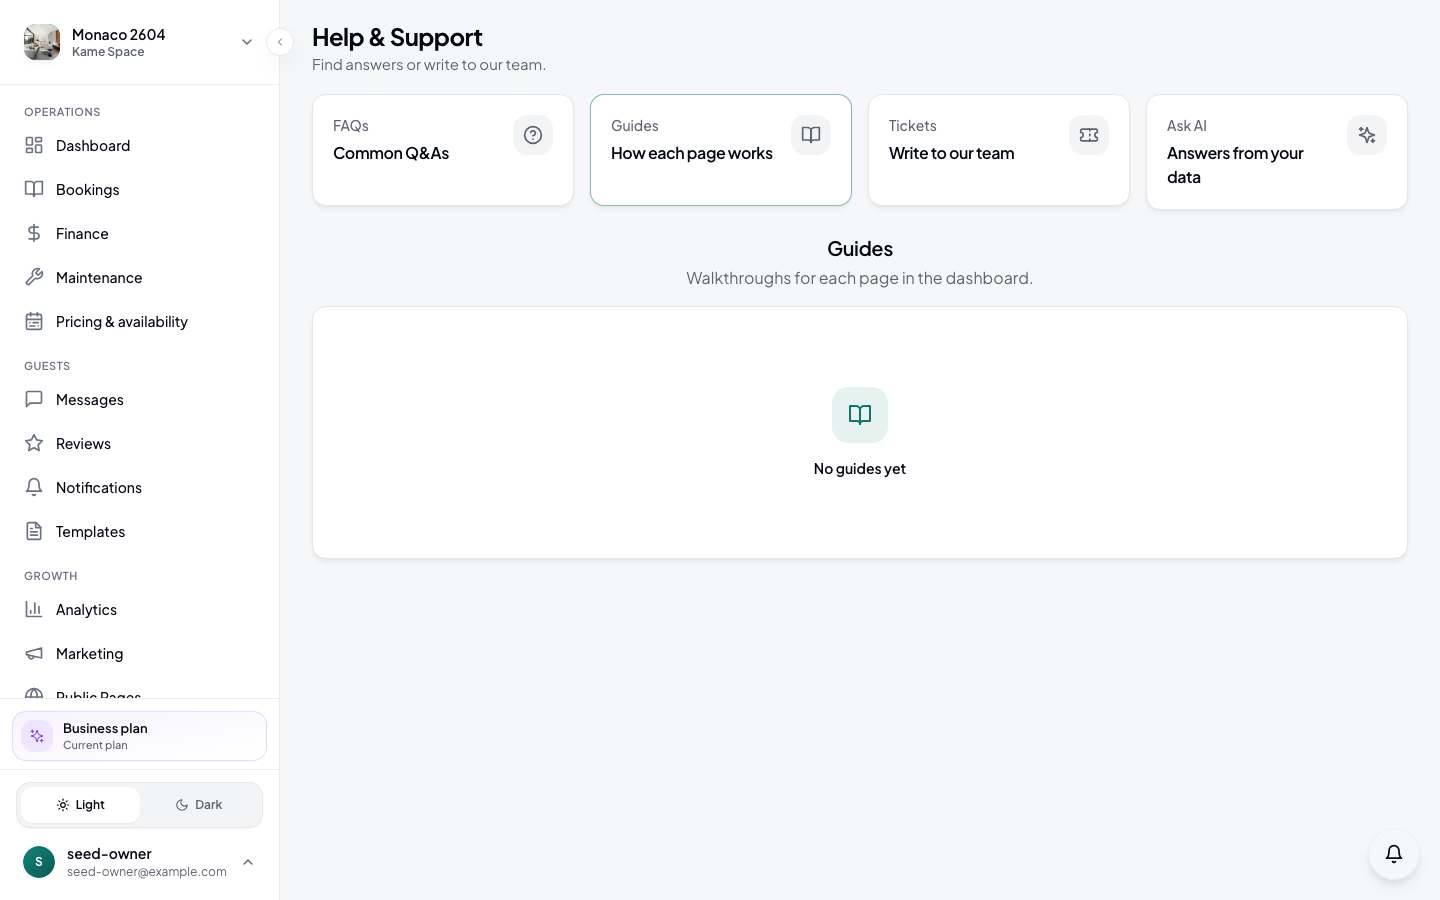 Monaco 2604
Kame Space
OPERATIONS
Dashboard
Bookings
Finance
Maintenance
Pricing & availability
GUESTS
Messages
Reviews
Notifications
Templates
GROWTH
Analytics
Marketing
Public Pages
Business plan
Current plan
Light
Dark
S
seed-owner
seed-owner@example.com
Help & Support
Find answers or write to our team.
FAQs
Common Q&As
Guides
How each page works
Tickets
Write to our team
Ask AI
Answers from your
data
Guides
Walkthroughs for each page in the dashboard.
No guides yet